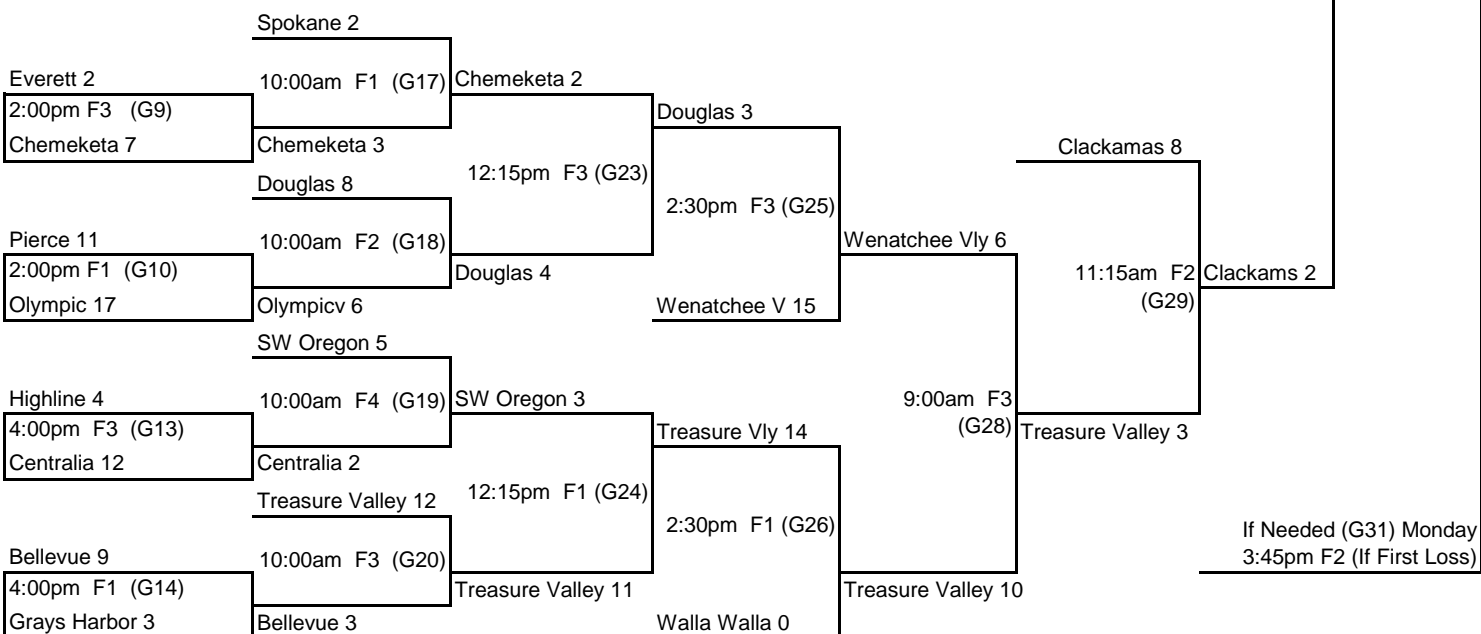 Spokane 2
Everett 2
10:00am F1 (G17)
Chemeketa 2
2:00pm F3 (G9)
Douglas 3
Chemeketa 7
Chemeketa 3
Clackamas 8
12:15pm F3 (G23)
Douglas 8
2:30pm F3 (G25)
Pierce 11
10:00am F2 (G18)
Wenatchee Vly 6
2:00pm F1 (G10)
Douglas 4
11:15am F2
(G29)
Clackams 2
Olympic 17
Olympicv 6
Wenatchee V 15
SW Oregon 5
Highline 4
10:00am F4 (G19)
SW Oregon 3
9:00am F3
(G28)
4:00pm F3 (G13)
Treasure Vly 14
Treasure Valley 3
Centralia 12
Centralia 2
12:15pm F1 (G24)
Treasure Valley 12
2:30pm F1 (G26)
If Needed (G31) Monday
3:45pm F2 (If First Loss)
Bellevue 9
10:00am F3 (G20)
4:00pm F1 (G14)
Treasure Valley 11
Treasure Valley 10
Grays Harbor 3
Bellevue 3
Walla Walla 0